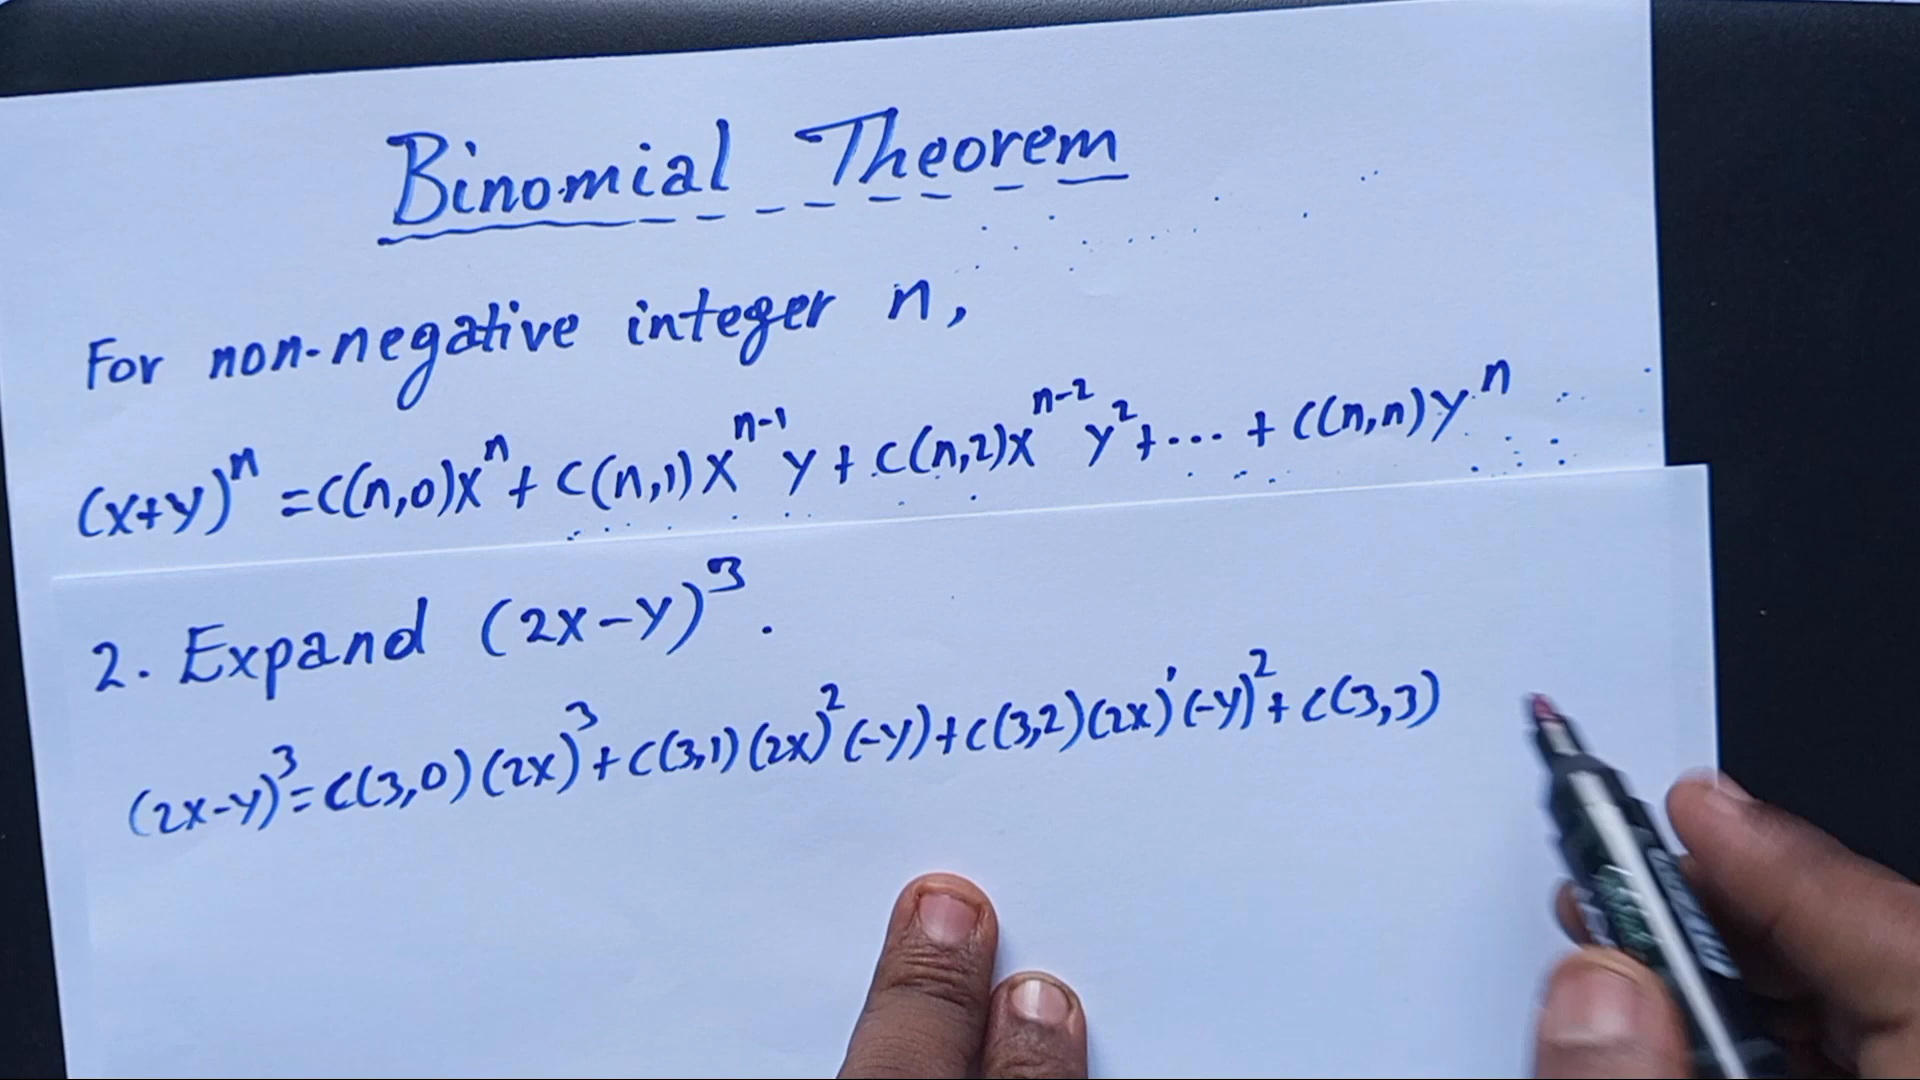 Binomial Theorem
For non-negative integer n,
(x+y)^n = C(n,0)x^n + C(n,1)x^{n-1}y + C(n,2)x^{n-2}y^2 + ... + C(n,n)y^n
2. Expand (2x-y)^3.
(2x-y)^3 = C(3,0)(2x)^3 + C(3,1)(2x)^2(-y) + C(3,2)(2x)^1(-y)^2 + C(3,3)